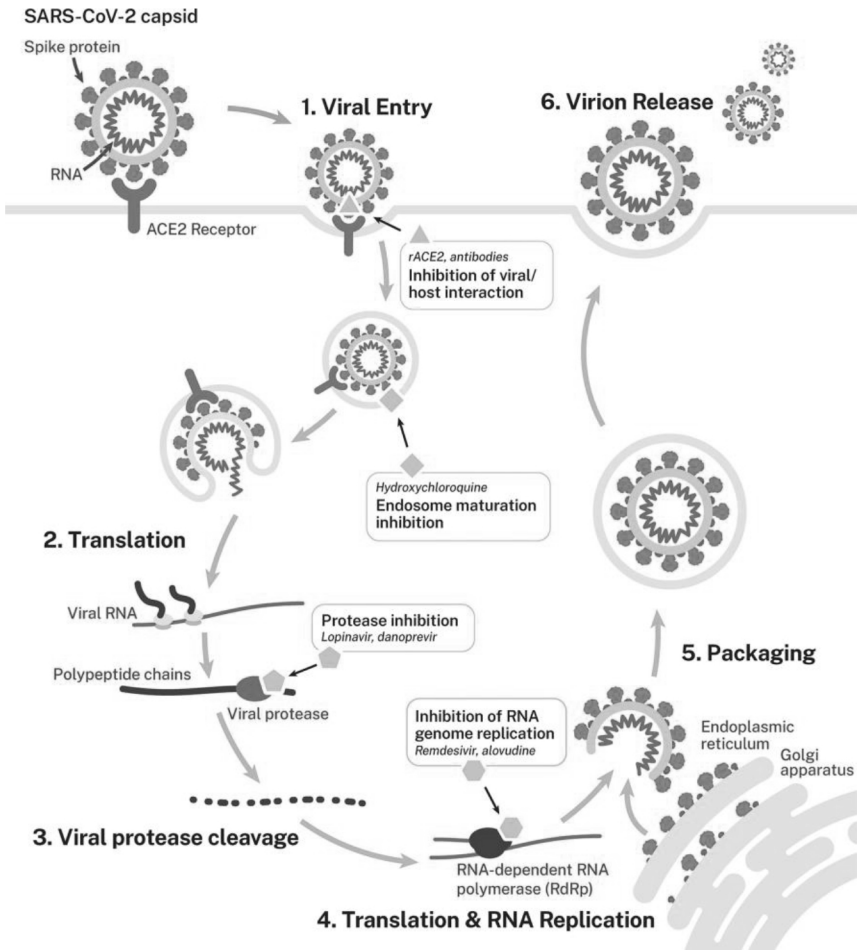 SARS-CoV-2 capsid
Spike protein
RNA
ACE2 Receptor
1. Viral Entry
rACE2, antibodies
Inhibition of viral/
host interaction
Hydroxychloroquine
Endosome maturation
inhibition
2. Translation
Viral RNA
Polypeptide chains
Viral protease
Protease inhibition
Lopinavir, danoprevir
3. Viral protease cleavage
Inhibition of RNA
genome replication
Remdesivir, alovudine
RNA-dependent RNA
polymerase (RdRp)
4. Translation & RNA Replication
5. Packaging
Endoplasmic
reticulum
Golgi
apparatus
6. Virion Release